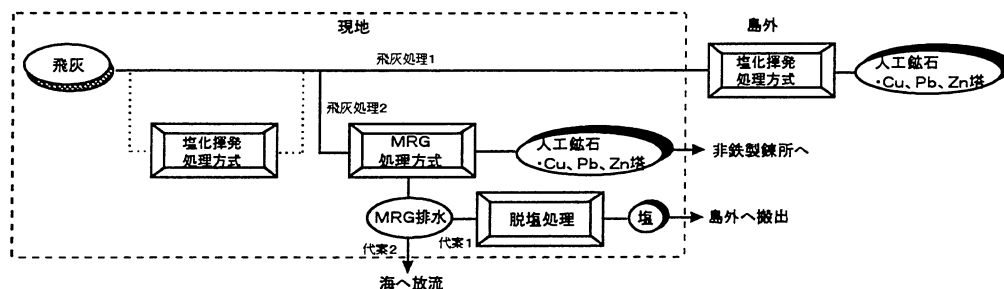 現地
島外
飛灰
飛灰処理1
塩化揮発
処理方式
人工鉱石
・Cu、Pb、Zn塔
飛灰処理2
塩化揮発
処理方式
MRG
処理方式
人工鉱石
・Cu、Pb、Zn塔
非鉄製錬所へ
MRG排水
脱塩処理
塩
島外へ搬出
代案2
代案1
海へ放流